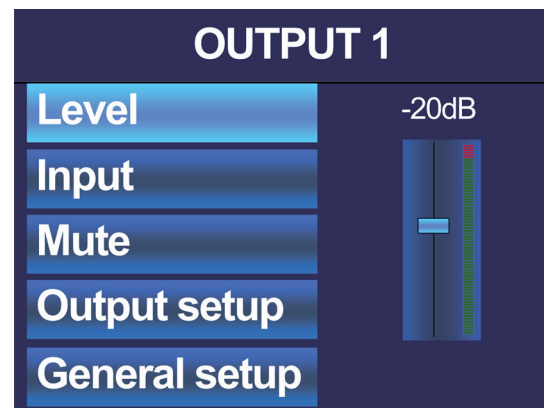 OUTPUT 1
Level
-20dB
Input
Mute
Output setup
General setup